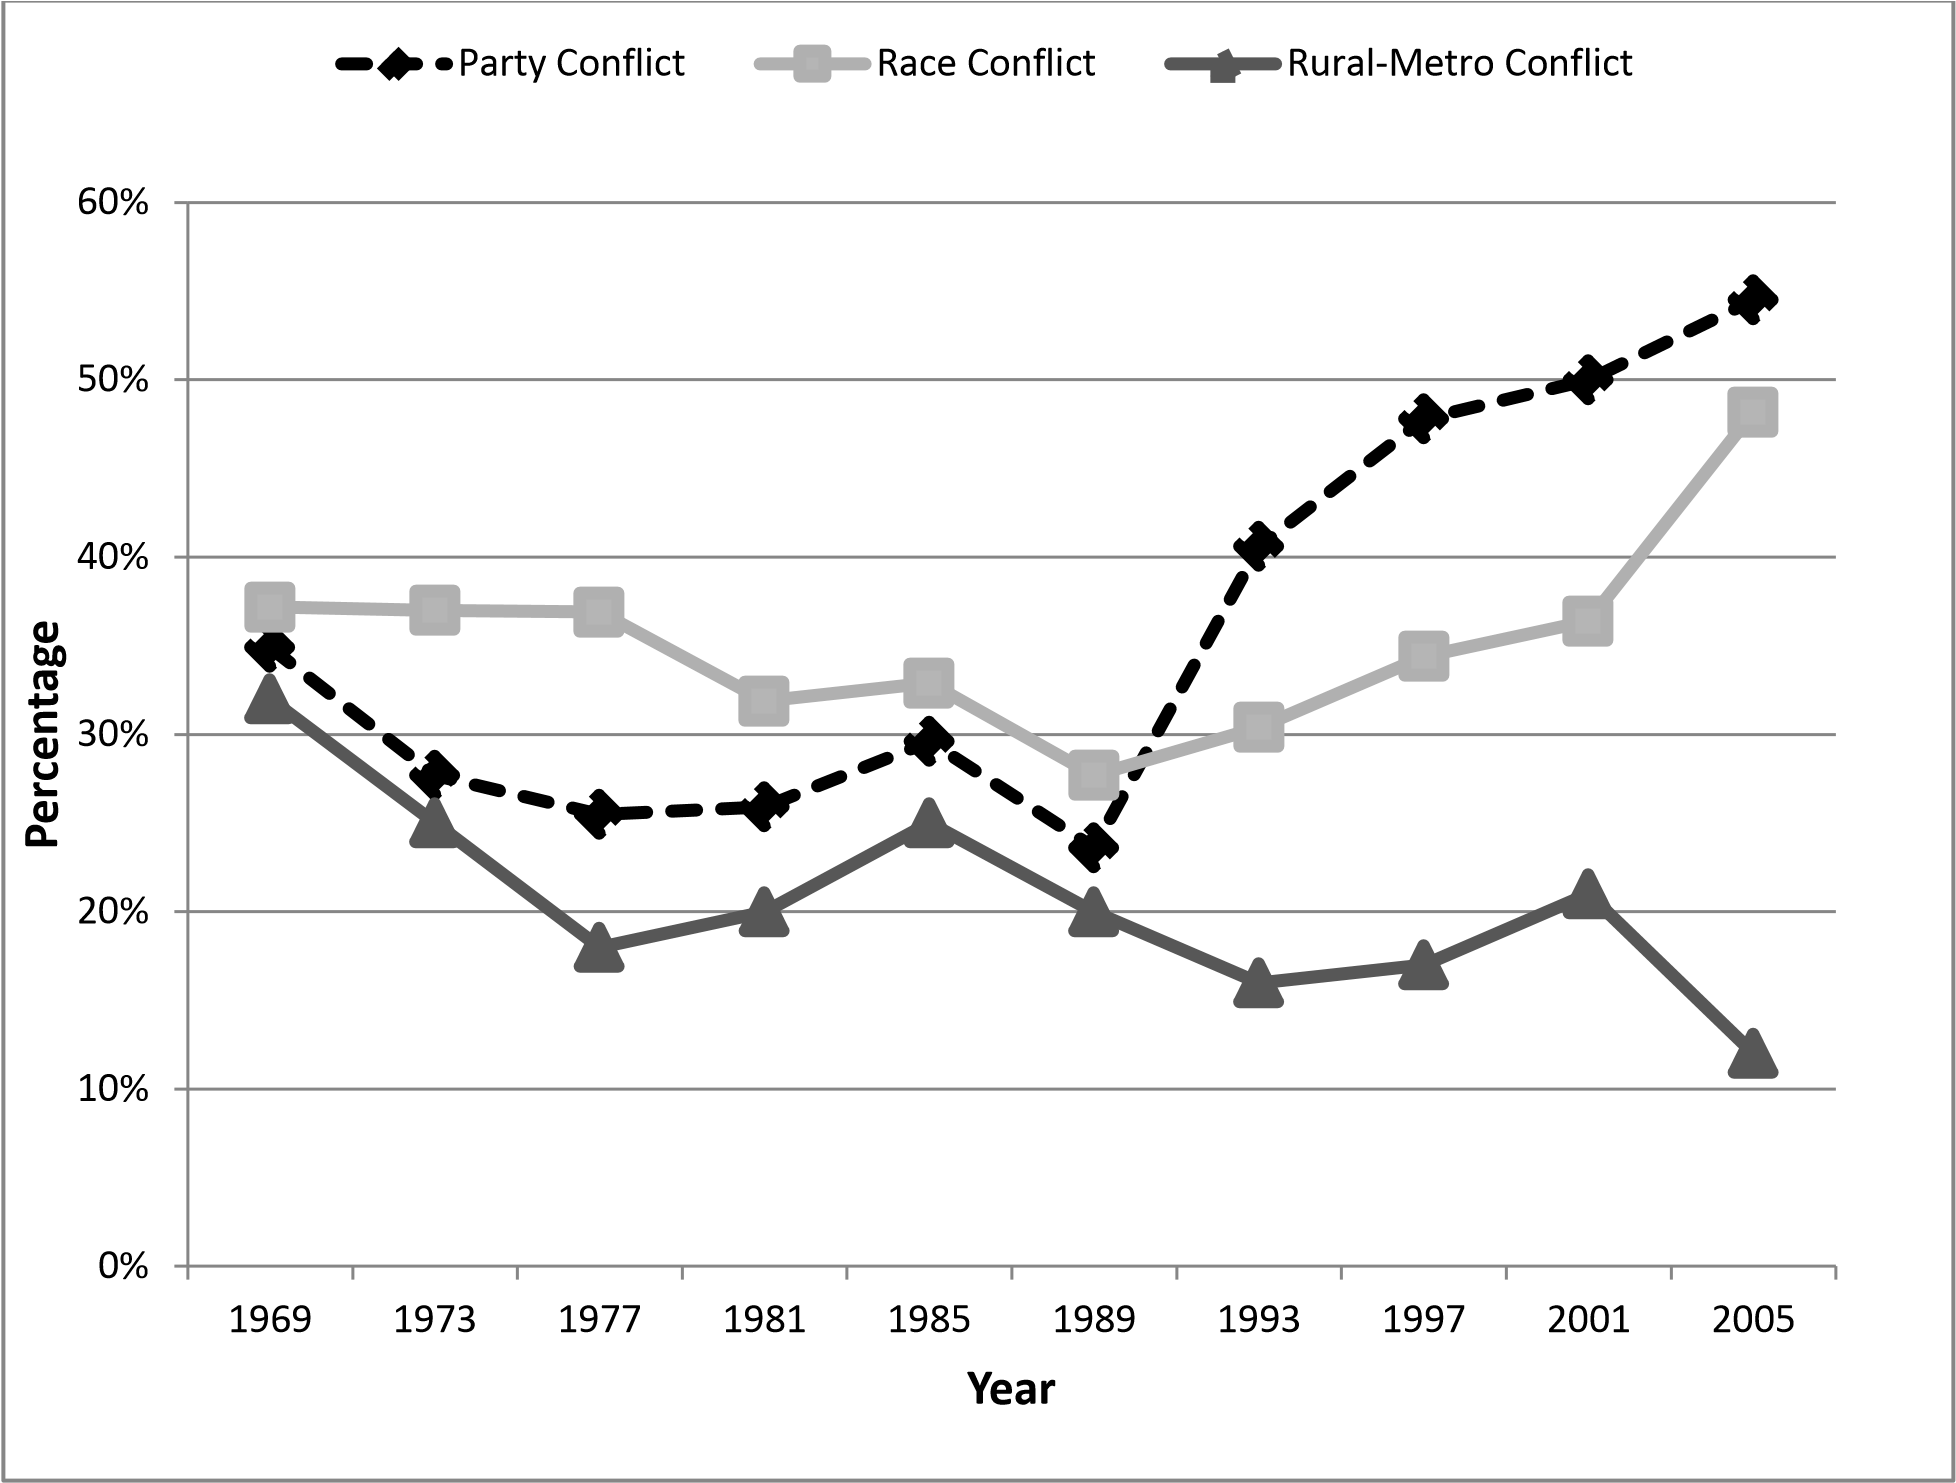 Party Conflict Race Conflict Rural-Metro Conflict
60%
50%
40%
30%
20%
10%
0%
Percentage
1969 1973 1977 1981 1985 1989 1993 1997 2001 2005
Year